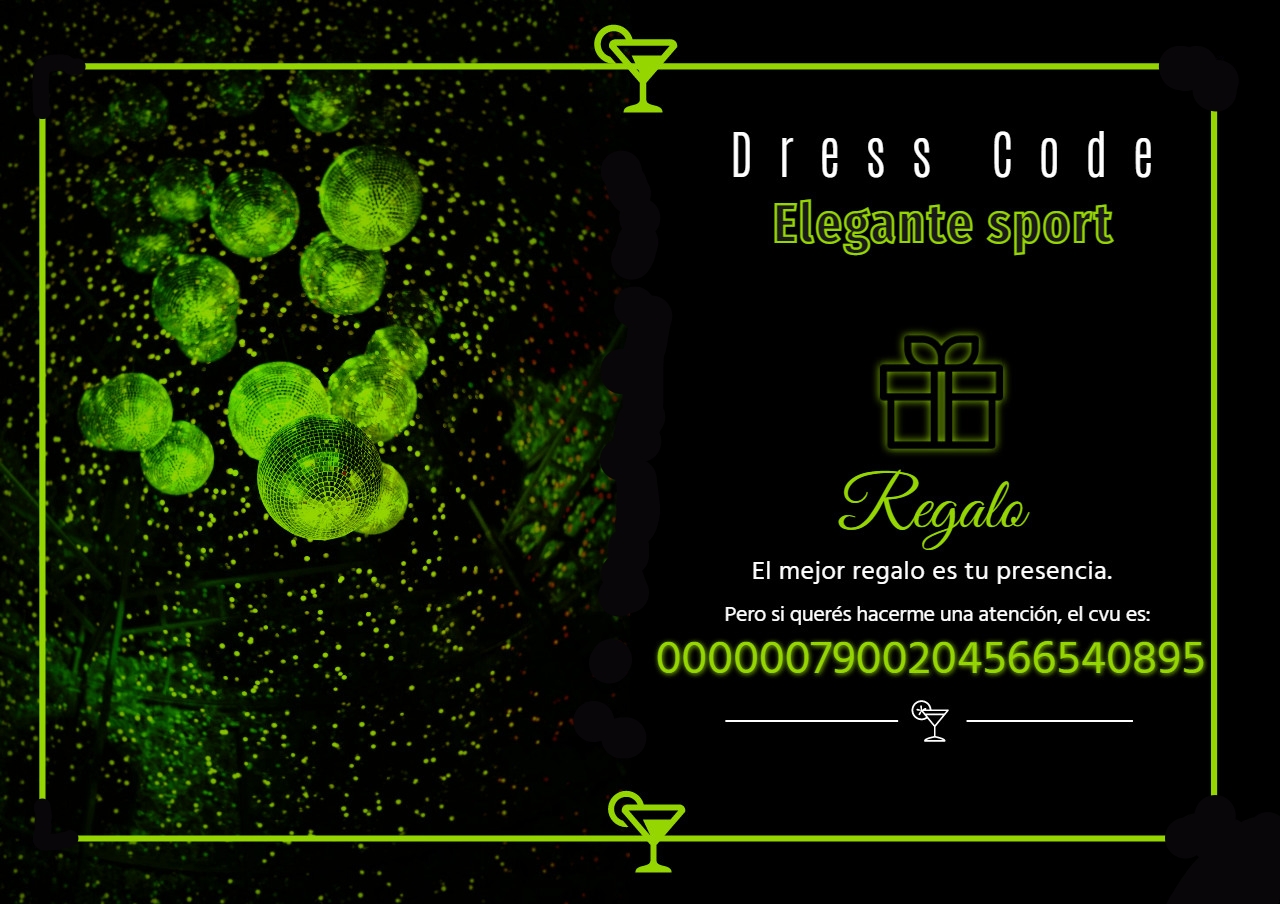 Dress Code
Elegante sport
Regalo
El mejor regalo es tu presencia.
Pero si querés hacerme una atención, el cvu es:
0000007900204566540895